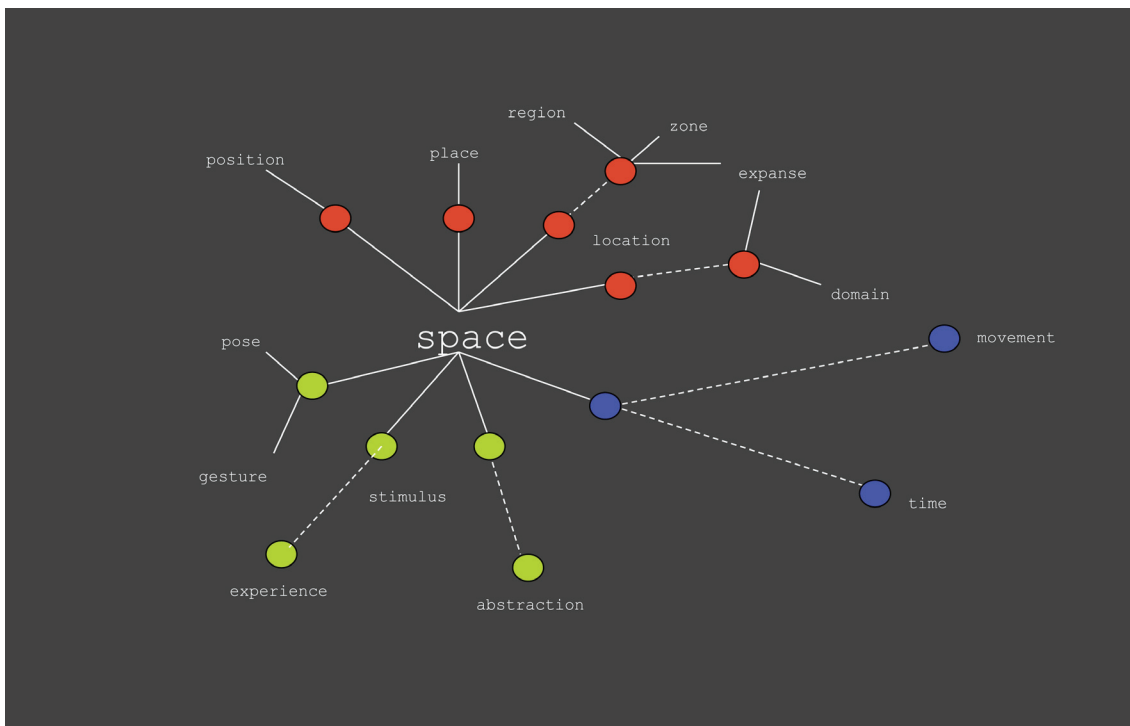 region
zone
place
position
expanse
location
domain
space
movement
pose
gesture
stimulus
time
experience
abstraction